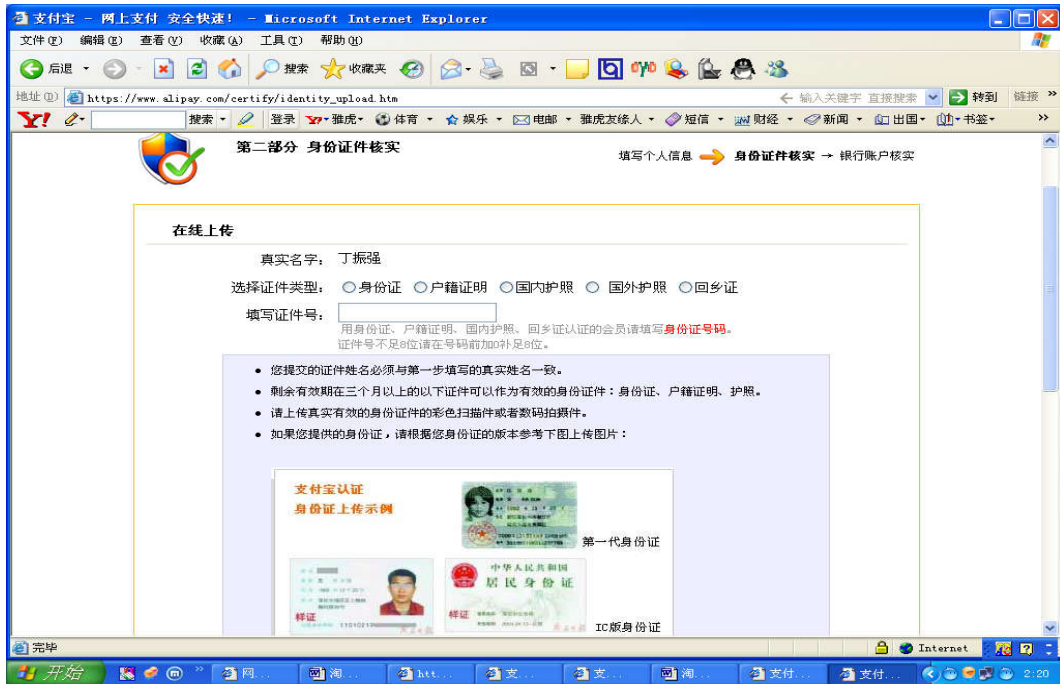 支付宝 - 网上支付 安全快速! - Microsoft Internet Explorer
文件(F) 编辑(E) 查看(V) 收藏(A) 工具(T) 帮助(H)
后退 搜索 收藏夹
地址(D) https://www.alipay.com/certify/identity_upload.htm 输入关键字 直接搜索 转到 链接 »
Y! 搜索 登录 雅虎 体育 娱乐 电邮 雅虎友缘人 短信 财经 新闻 出国 书签 »
第二部分 身份证件核实
填写个人信息 身份证件核实 → 银行账户核实
在线上传
真实名字: 丁振强
选择证件类型: 身份证 户籍证明 国内护照 国外护照 回乡证
填写证件号:
用身份证、户籍证明、国内护照、回乡证认证的会员请填写身份证号码。
证件号不足8位请在号码前加0补足8位。
• 您提交的证件姓名必须与第一步填写的真实姓名一致。
• 剩余有效期在三个月以上的以下证件可以作为有效的身份证件:身份证、户籍证明、护照。
• 请上传真实有效的身份证件的彩色扫描件或者数码拍摄件。
• 如果您提供的身份证,请根据您身份证的版本参考下图上传图片:
支付宝认证
身份证上传示例
第一代身份证
中华人民共和国
居民身份证
样证
样证
IC版身份证
完毕 Internet
开始 » 网... 淘... htt... 支... 支... 淘... 支付... 支付... 2:20